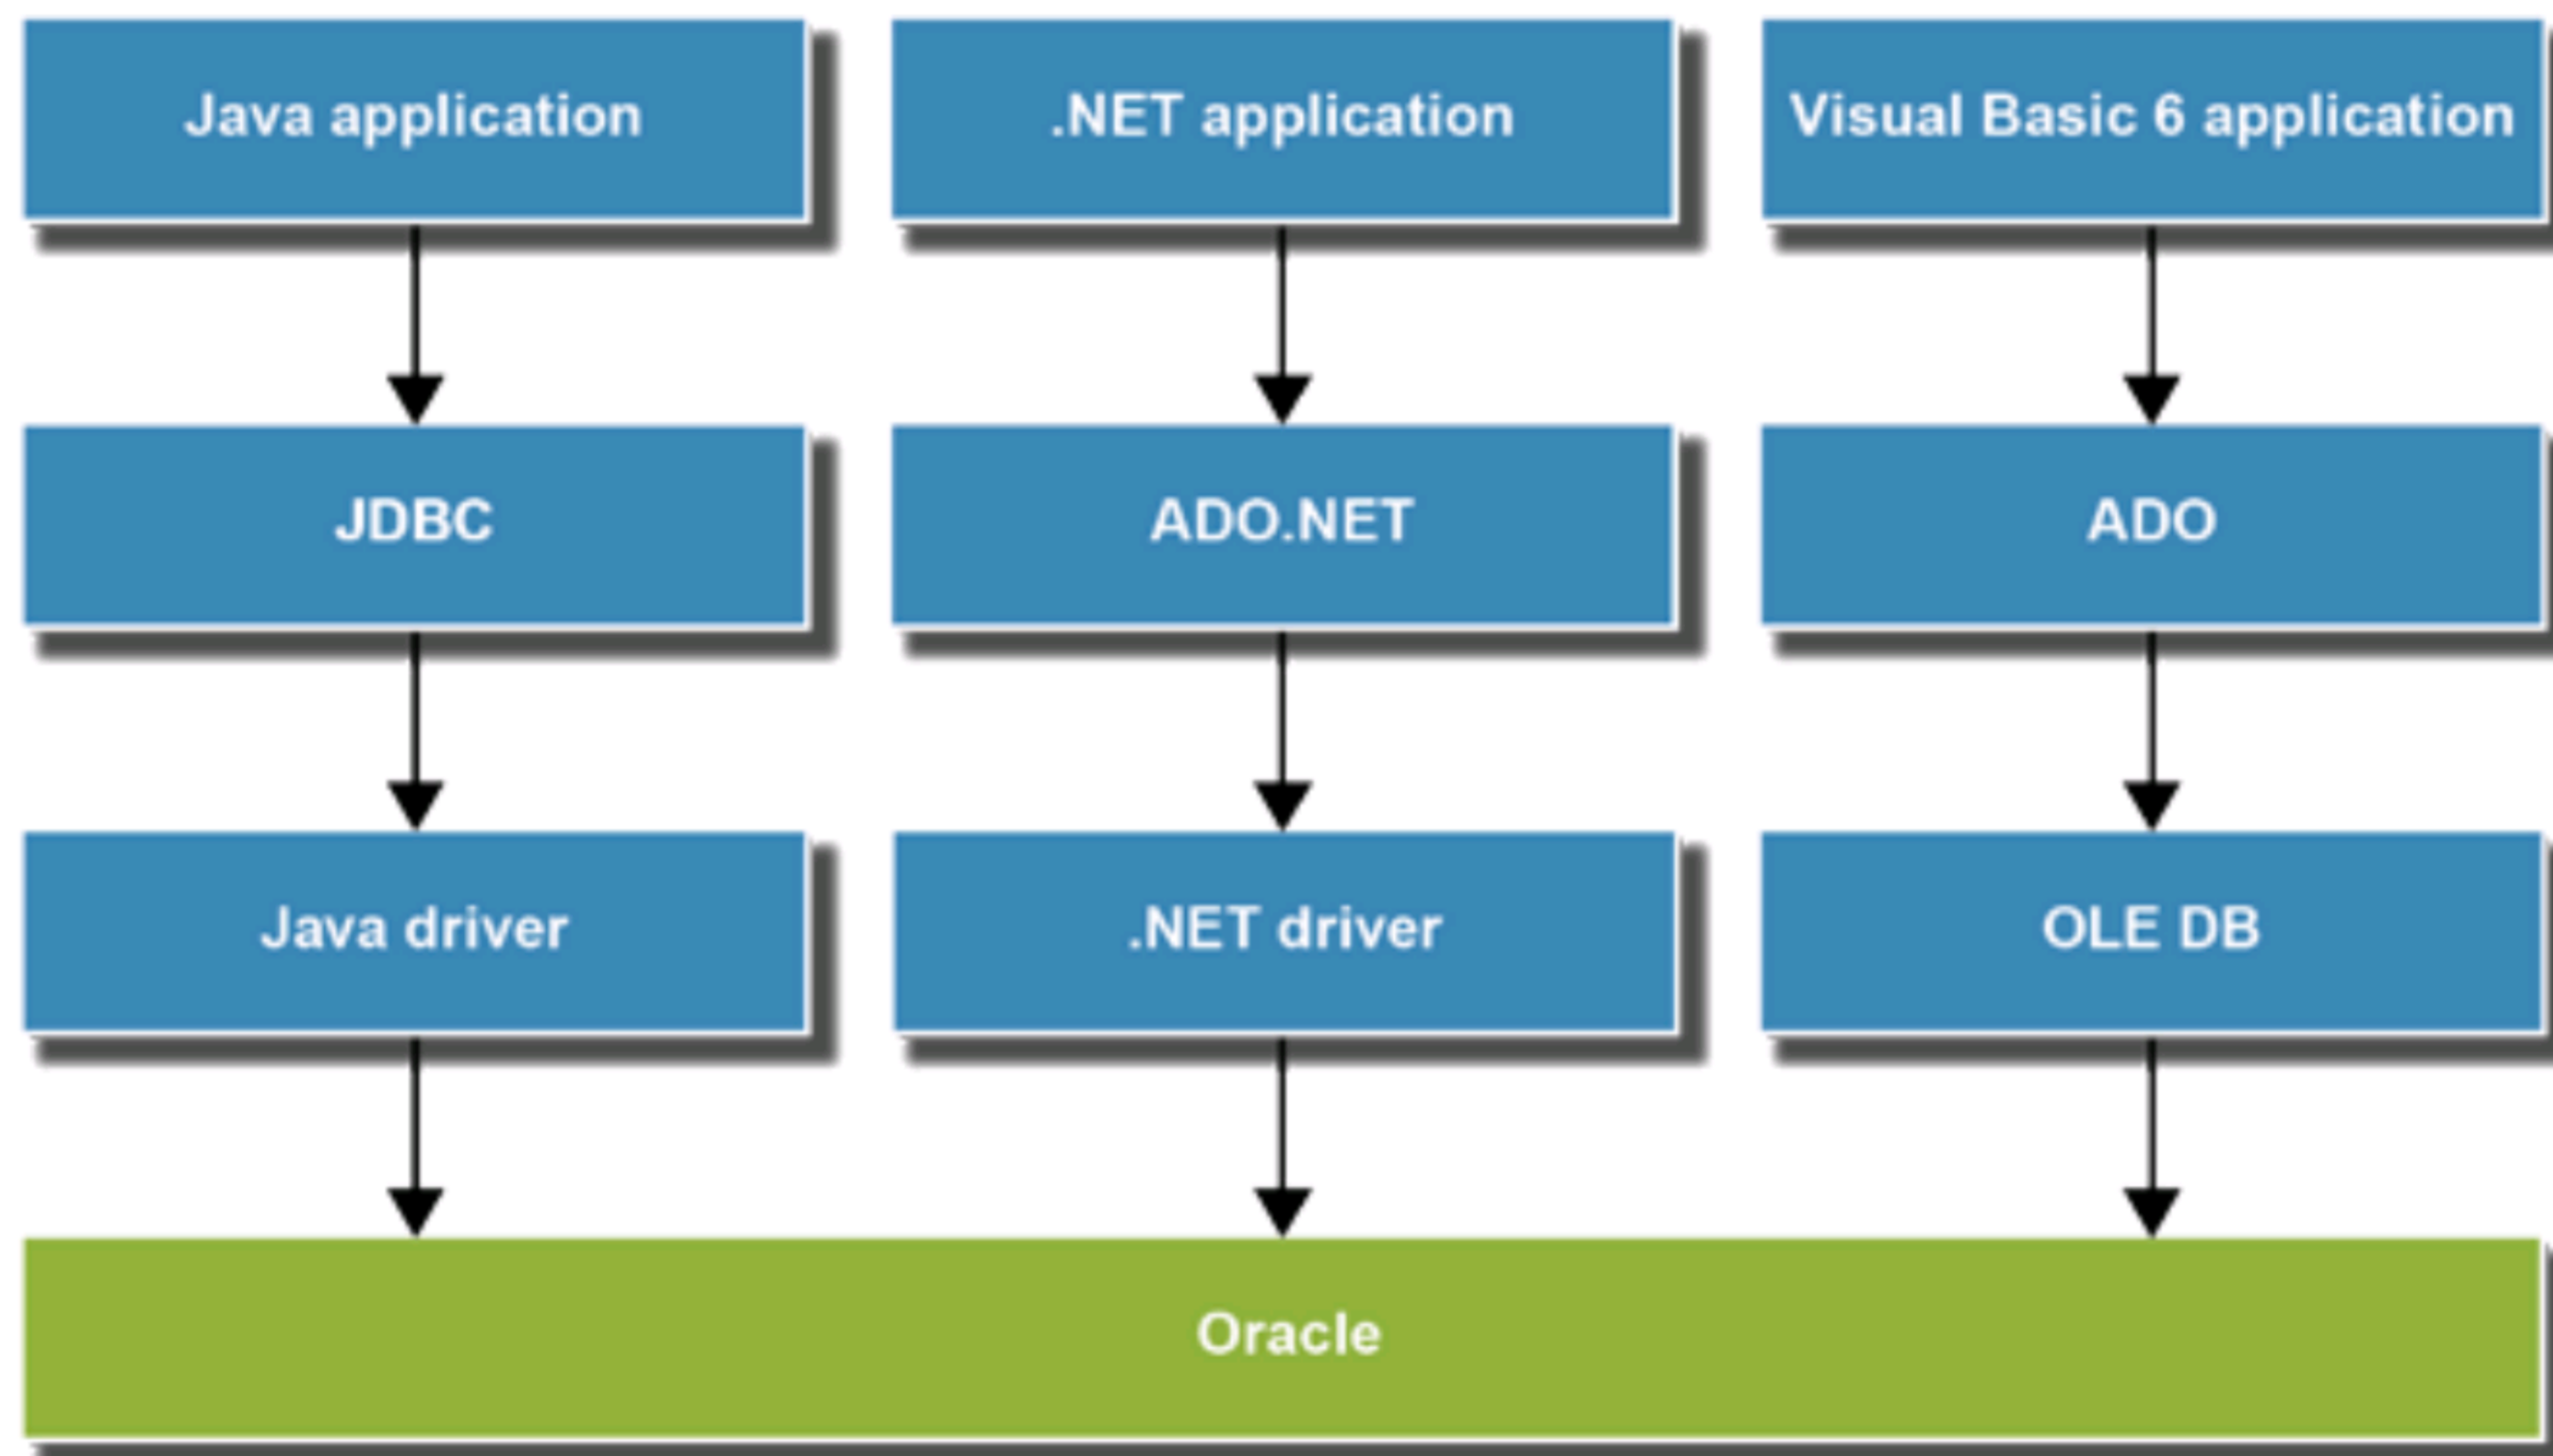 Java application
.NET application
Visual Basic 6 application
JDBC
ADO.NET
ADO
Java driver
.NET driver
OLE DB
Oracle